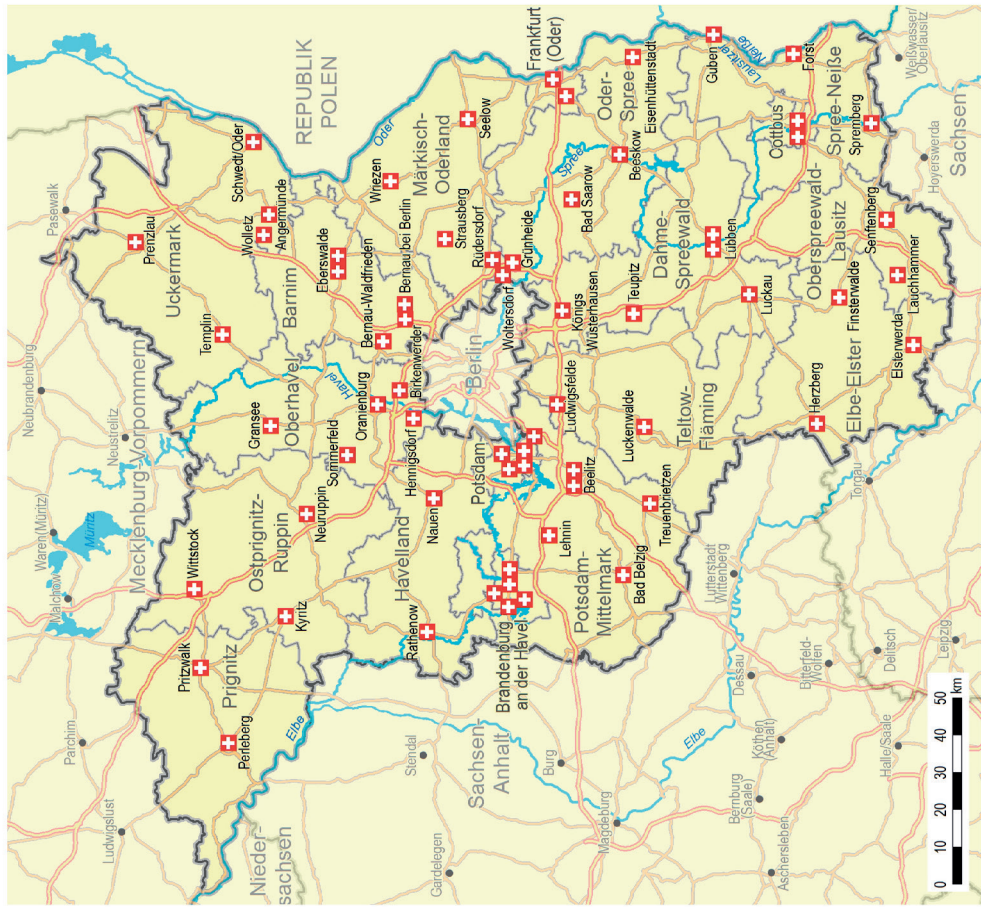 Pasewalk
Neubrandenburg
Neustrelitz
Waren(Müritz)
Müritz
Malchow
Parchim
Ludwigslust
Mecklenburg-Vorpommern
Prenzlau
Uckermark
Schwedt/Oder
Angermünde
Wolletz
Templin
REPUBLIK
POLEN
Oder
Wittstock
Pritzwalk
Prignitz
Perleberg
Kyritz
Elbe
Nieder-
sachsen
Ostprignitz-
Ruppin
Neuruppin
Gransee
Oberhavel
Sommerfeld
Havel
Oranienburg
Barnim
Eberswalde
Bernau-Waldfrieden
Bernau bei Berlin
Birkenwerder
Hennigsdorf
Wriezen
Märkisch-
Oderland
Seelow
Strausberg
Rüdersdorf
Grünheide
Woltersdorf
Berlin
Havelland
Nauen
Rathenow
Potsdam
Brandenburg
an der Havel
Sachsen-
Anhalt
Stendal
Gardelegen
Burg
Magdeburg
Frankfurt
(Oder)
Oder-
Spree
Eisenhüttenstadt
Spree
Bad Saarow
Beeskow
Königs
Wüsterhausen
Ludwigsfelde
Beelitz
Lehnin
Potsdam-
Mittelmark
Bad Belzig
Treuenbrietzen
Luckenwalde
Teltow-
Fläming
Teupitz
Dahme-
Spreewald
Lübben
Luckau
Guben
Lausitzer
Neiße
Forst
Cottbus
Spree-Neiße
Spremberg
Oberspreewald-
Lausitz
Senftenberg
Finsterwalde
Lauchhammer
Elsterwerda
Elbe-Elster
Herzberg
Weißwasser/
Oberlausitz
Hoyerswerda
Sachsen
Torgau
Lutterstadt
Wittenberg
Elbe
Dessau
Bitterfeld-
Wolfen
Delitsch
Leipzig
Köthen
(Anhalt)
Halle/Saale
Bernburg
(Saale)
Aschersleben
0 10 20 30 40 50
km